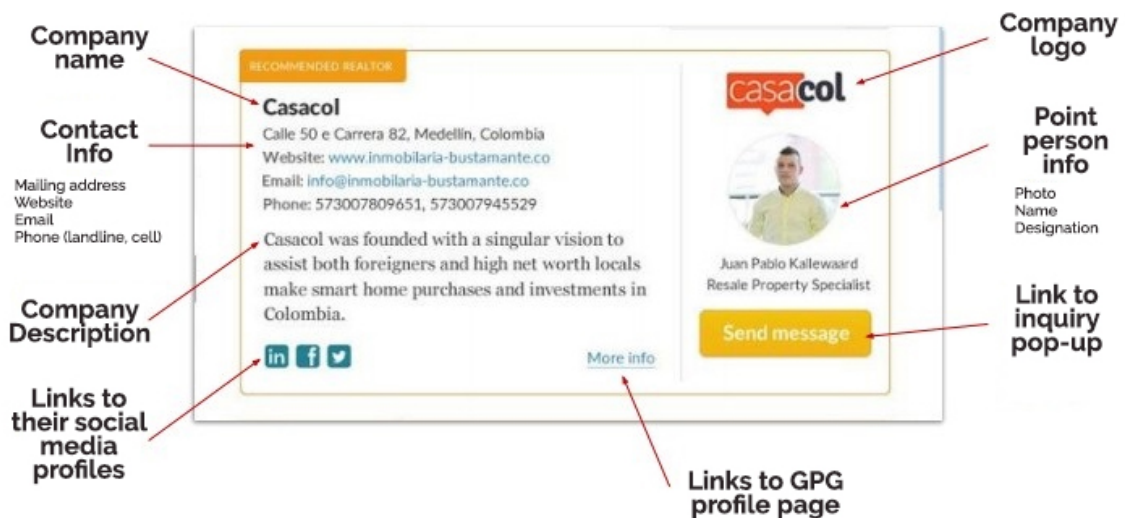 Company
name
Contact
Info
Mailing address
Website
Email
Phone (landline, cell)
Company
Description
Links to
their social
media
profiles
RECOMMENDED REALTOR
Casacol
Calle 50 e Carrera 82, Medellín, Colombia
Website: www.inmobilaria-bustamante.co
Email: info@inmobilaria-bustamante.co
Phone: 573007809651, 573007945529
Casacol was founded with a singular vision to
assist both foreigners and high net worth locals
make smart home purchases and investments in
Colombia.
in f
More info
casacol
Juan Pablo Kallewaard
Resale Property Specialist
Send message
Company
logo
Point
person
info
Photo
Name
Designation
Link to
inquiry
pop-up
Links to GPG
profile page